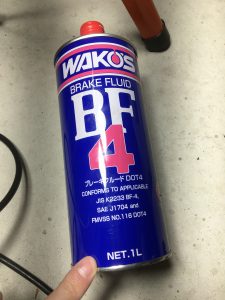 WAKO'S
BRAKE FLUID
BF
4
ブレーキフルード DOT4
CONFORMS TO APPLICABLE
JIS K2233 BF-4,
SAE J1704 and
FMVSS NO.116 DOT4
NET.1L